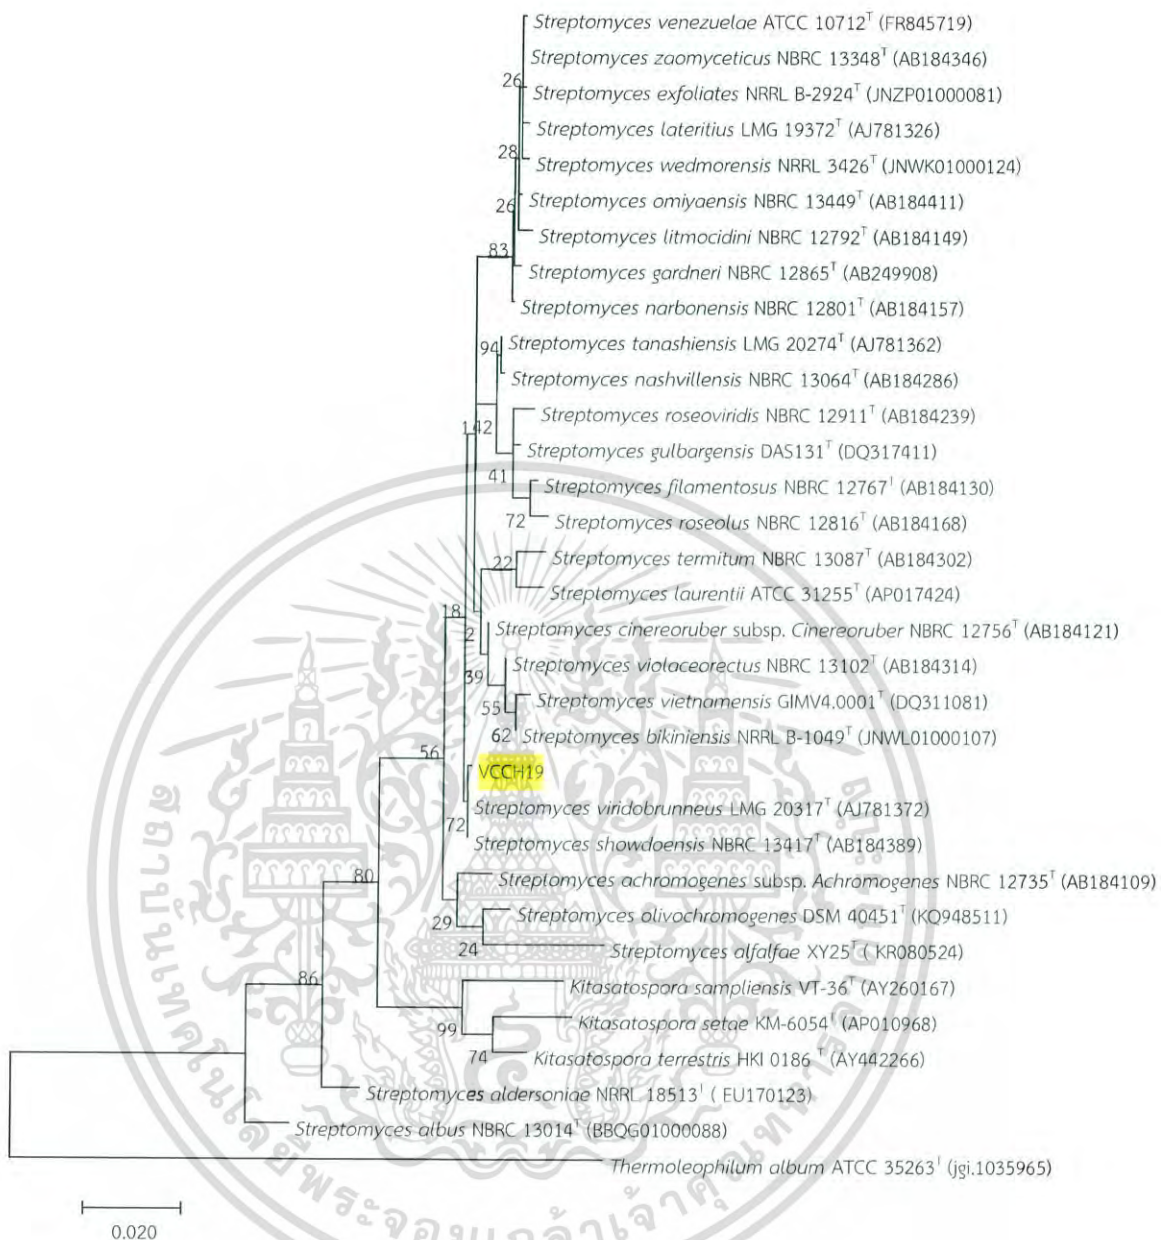 Streptomyces venezuelae ATCC 10712ᵀ (FR845719)
Streptomyces zaomyceticus NBRC 13348ᵀ (AB184346)
26
Streptomyces exfoliates NRRL B-2924ᵀ (JNZP01000081)
Streptomyces lateritius LMG 19372ᵀ (AJ781326)
28
Streptomyces wedmorensis NRRL 3426ᵀ (JNWK01000124)
26
Streptomyces omiyaensis NBRC 13449ᵀ (AB184411)
Streptomyces litmocidini NBRC 12792ᵀ (AB184149)
83
Streptomyces gardneri NBRC 12865ᵀ (AB249908)
Streptomyces narbonensis NBRC 12801ᵀ (AB184157)
94
Streptomyces tanashiensis LMG 20274ᵀ (AJ781362)
Streptomyces nashvillensis NBRC 13064ᵀ (AB184286)
Streptomyces roseoviridis NBRC 12911ᵀ (AB184239)
1 42
Streptomyces gulbargensis DAS131ᵀ (DQ317411)
41
Streptomyces filamentosus NBRC 12767ᵀ (AB184130)
72
Streptomyces roseolus NBRC 12816ᵀ (AB184168)
22
Streptomyces termitum NBRC 13087ᵀ (AB184302)
Streptomyces laurentii ATCC 31255ᵀ (AP017424)
18
2
Streptomyces cinereoruber subsp. Cinereoruber NBRC 12756ᵀ (AB184121)
39
Streptomyces violaceorectus NBRC 13102ᵀ (AB184314)
55
Streptomyces vietnamensis GIMV4.0001ᵀ (DQ311081)
62
Streptomyces bikiniensis NRRL B-1049ᵀ (JNWL01000107)
56
VCCH19
Streptomyces viridobrunneus LMG 20317ᵀ (AJ781372)
72
Streptomyces showdoensis NBRC 13417ᵀ (AB184389)
80
Streptomyces achromogenes subsp. Achromogenes NBRC 12735ᵀ (AB184109)
29
Streptomyces olivochromogenes DSM 40451ᵀ (KQ948511)
24
Streptomyces alfalfae XY25ᵀ ( KR080524)
86
Kitasatospora sampliensis VT-36ᵀ (AY260167)
99
Kitasatospora setae KM-6054ᵀ (AP010968)
74
Kitasatospora terrestris HKI 0186 ᵀ (AY442266)
Streptomyces aldersoniae NRRL 18513ᵀ ( EU170123)
Streptomyces albus NBRC 13014ᵀ (BBQG01000088)
Thermoleophilum album ATCC 35263ᵀ (jgi.1035965)
0.020